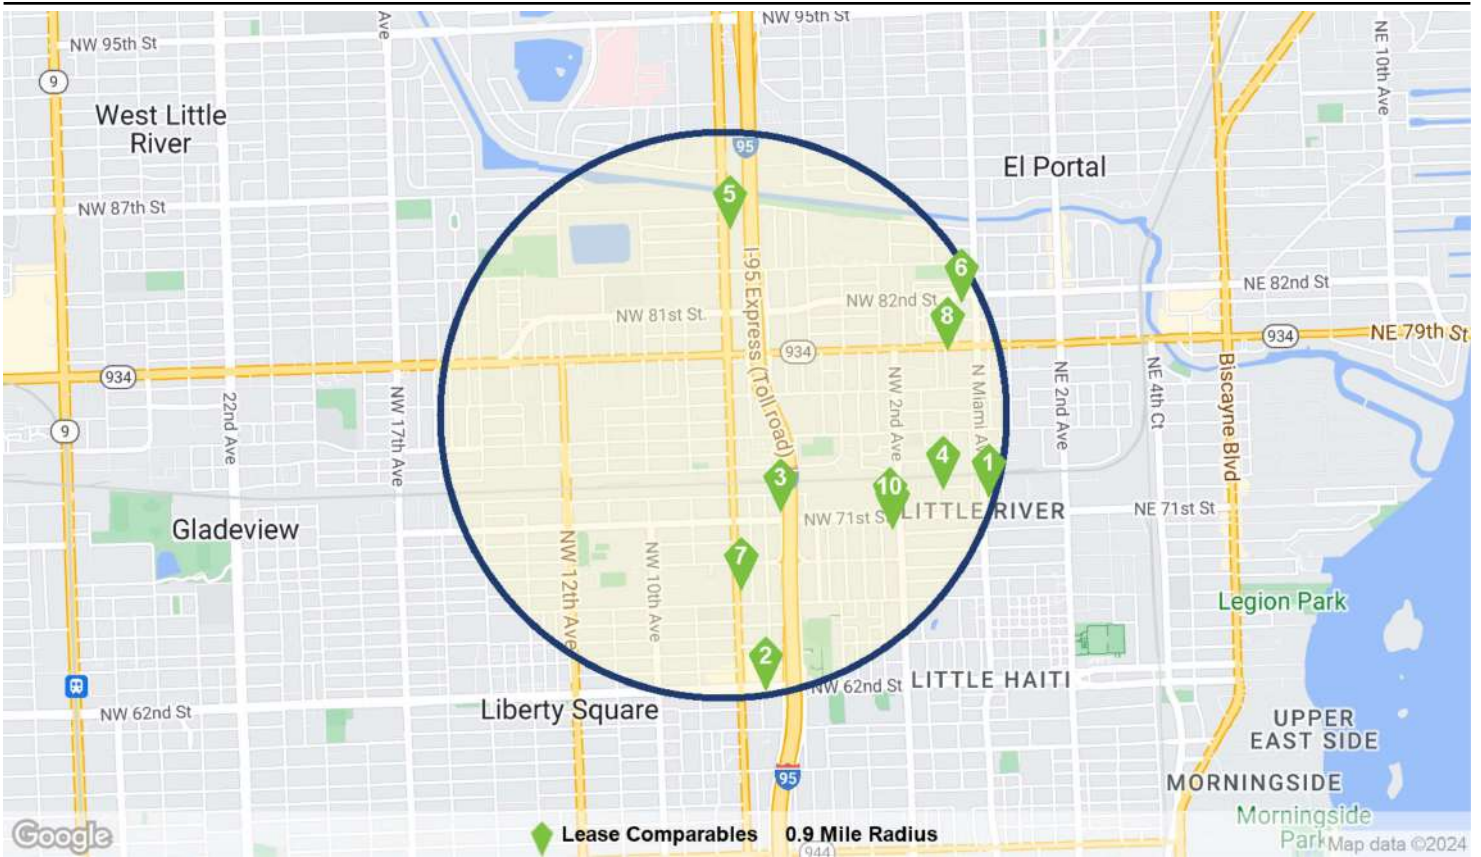 NW 95th St
Ave
NW 95th St
NE 10th Ave
9
West Little
River
95
El Portal
NW 87th St
5
6
NE 82nd St
NW 82nd St
8
NW 81st St
I-95 Express (Toll road)
934
934
NE 79th St
934
22nd Ave
NW 17th Ave
NW 2nd Ave
N Miami Av
NE 2nd Ave
NE 4th Ct
Biscayne Blvd
9
4
1
3
10
NW 71st S
LITTLE RIVER
NE 71st St
Gladeview
7
NW 12th Ave
NW 10th Ave
Legion Park
2
NW 62nd St
LITTLE HAITI
NW 62nd St
Liberty Square
UPPER
EAST SIDE
95
MORNINGSIDE
Morningside
Park
Google
Lease Comparables
0.9 Mile Radius
944
Map data ©2024